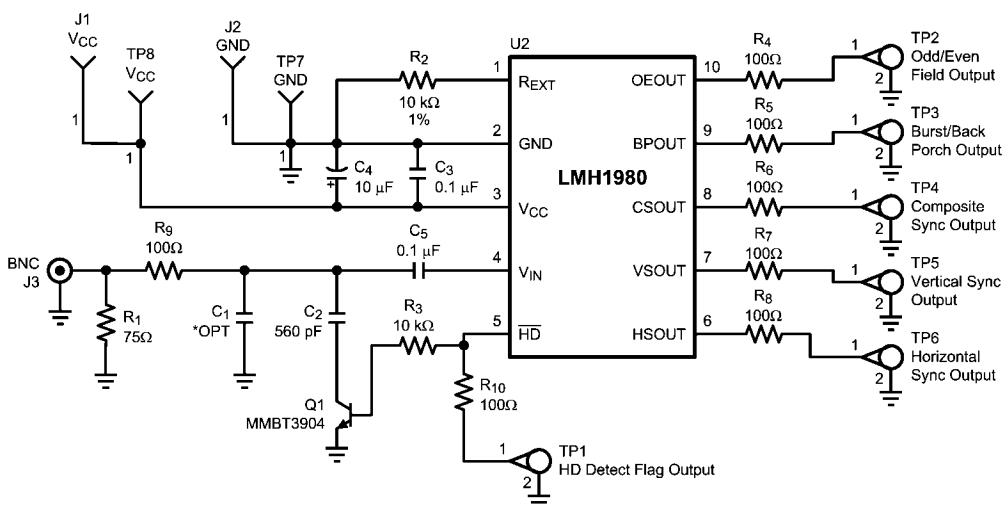 J1
VCC
TP8
VCC
J2
GND
TP7
GND
1
1
1
1
R2
10 kΩ
1%
C4
10 μF
+
C3
0.1 μF
U2
LMH1980
1
REXT
2
GND
3
VCC
4
VIN
5
HD
OEOUT
10
BPOUT
9
CSOUT
8
VSOUT
7
HSOUT
6
R4
100Ω
R5
100Ω
R6
100Ω
R7
100Ω
R8
100Ω
1
2
TP2
Odd/Even
Field Output
1
2
TP3
Burst/Back
Porch Output
1
2
TP4
Composite
Sync Output
1
2
TP5
Vertical Sync
Output
1
2
TP6
Horizontal
Sync Output
BNC
J3
R9
100Ω
R1
75Ω
C1
*OPT
C2
560 pF
C5
0.1 μF
R3
10 kΩ
R10
100Ω
Q1
MMBT3904
1
2
TP1
HD Detect Flag Output